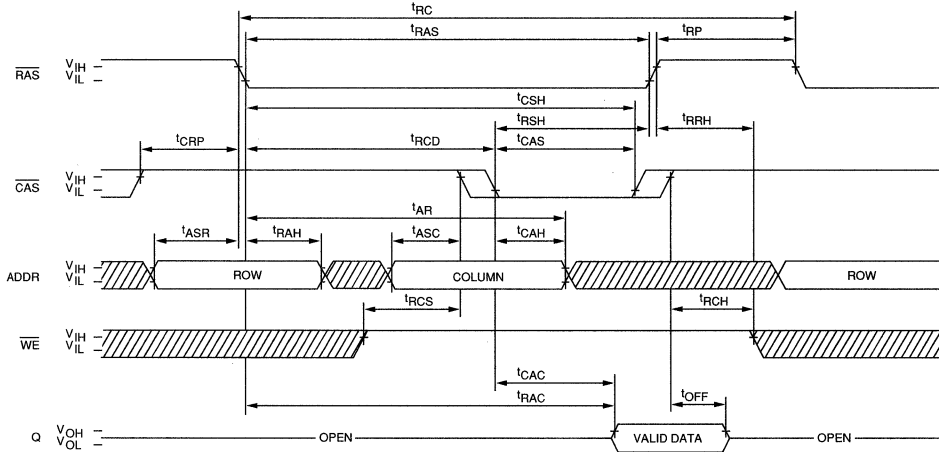 tRC
tRAS
tRP
RAS
VIH
VIL
tCSH
tRSH
tRRH
tCRP
tRCD
tCAS
CAS
VIH
VIL
tAR
tASR
tRAH
tASC
tCAH
ADDR
VIH
VIL
ROW
COLUMN
ROW
tRCS
tRCH
WE
VIH
VIL
tCAC
tRAC
tOFF
Q
VOH
VOL
OPEN
VALID DATA
OPEN